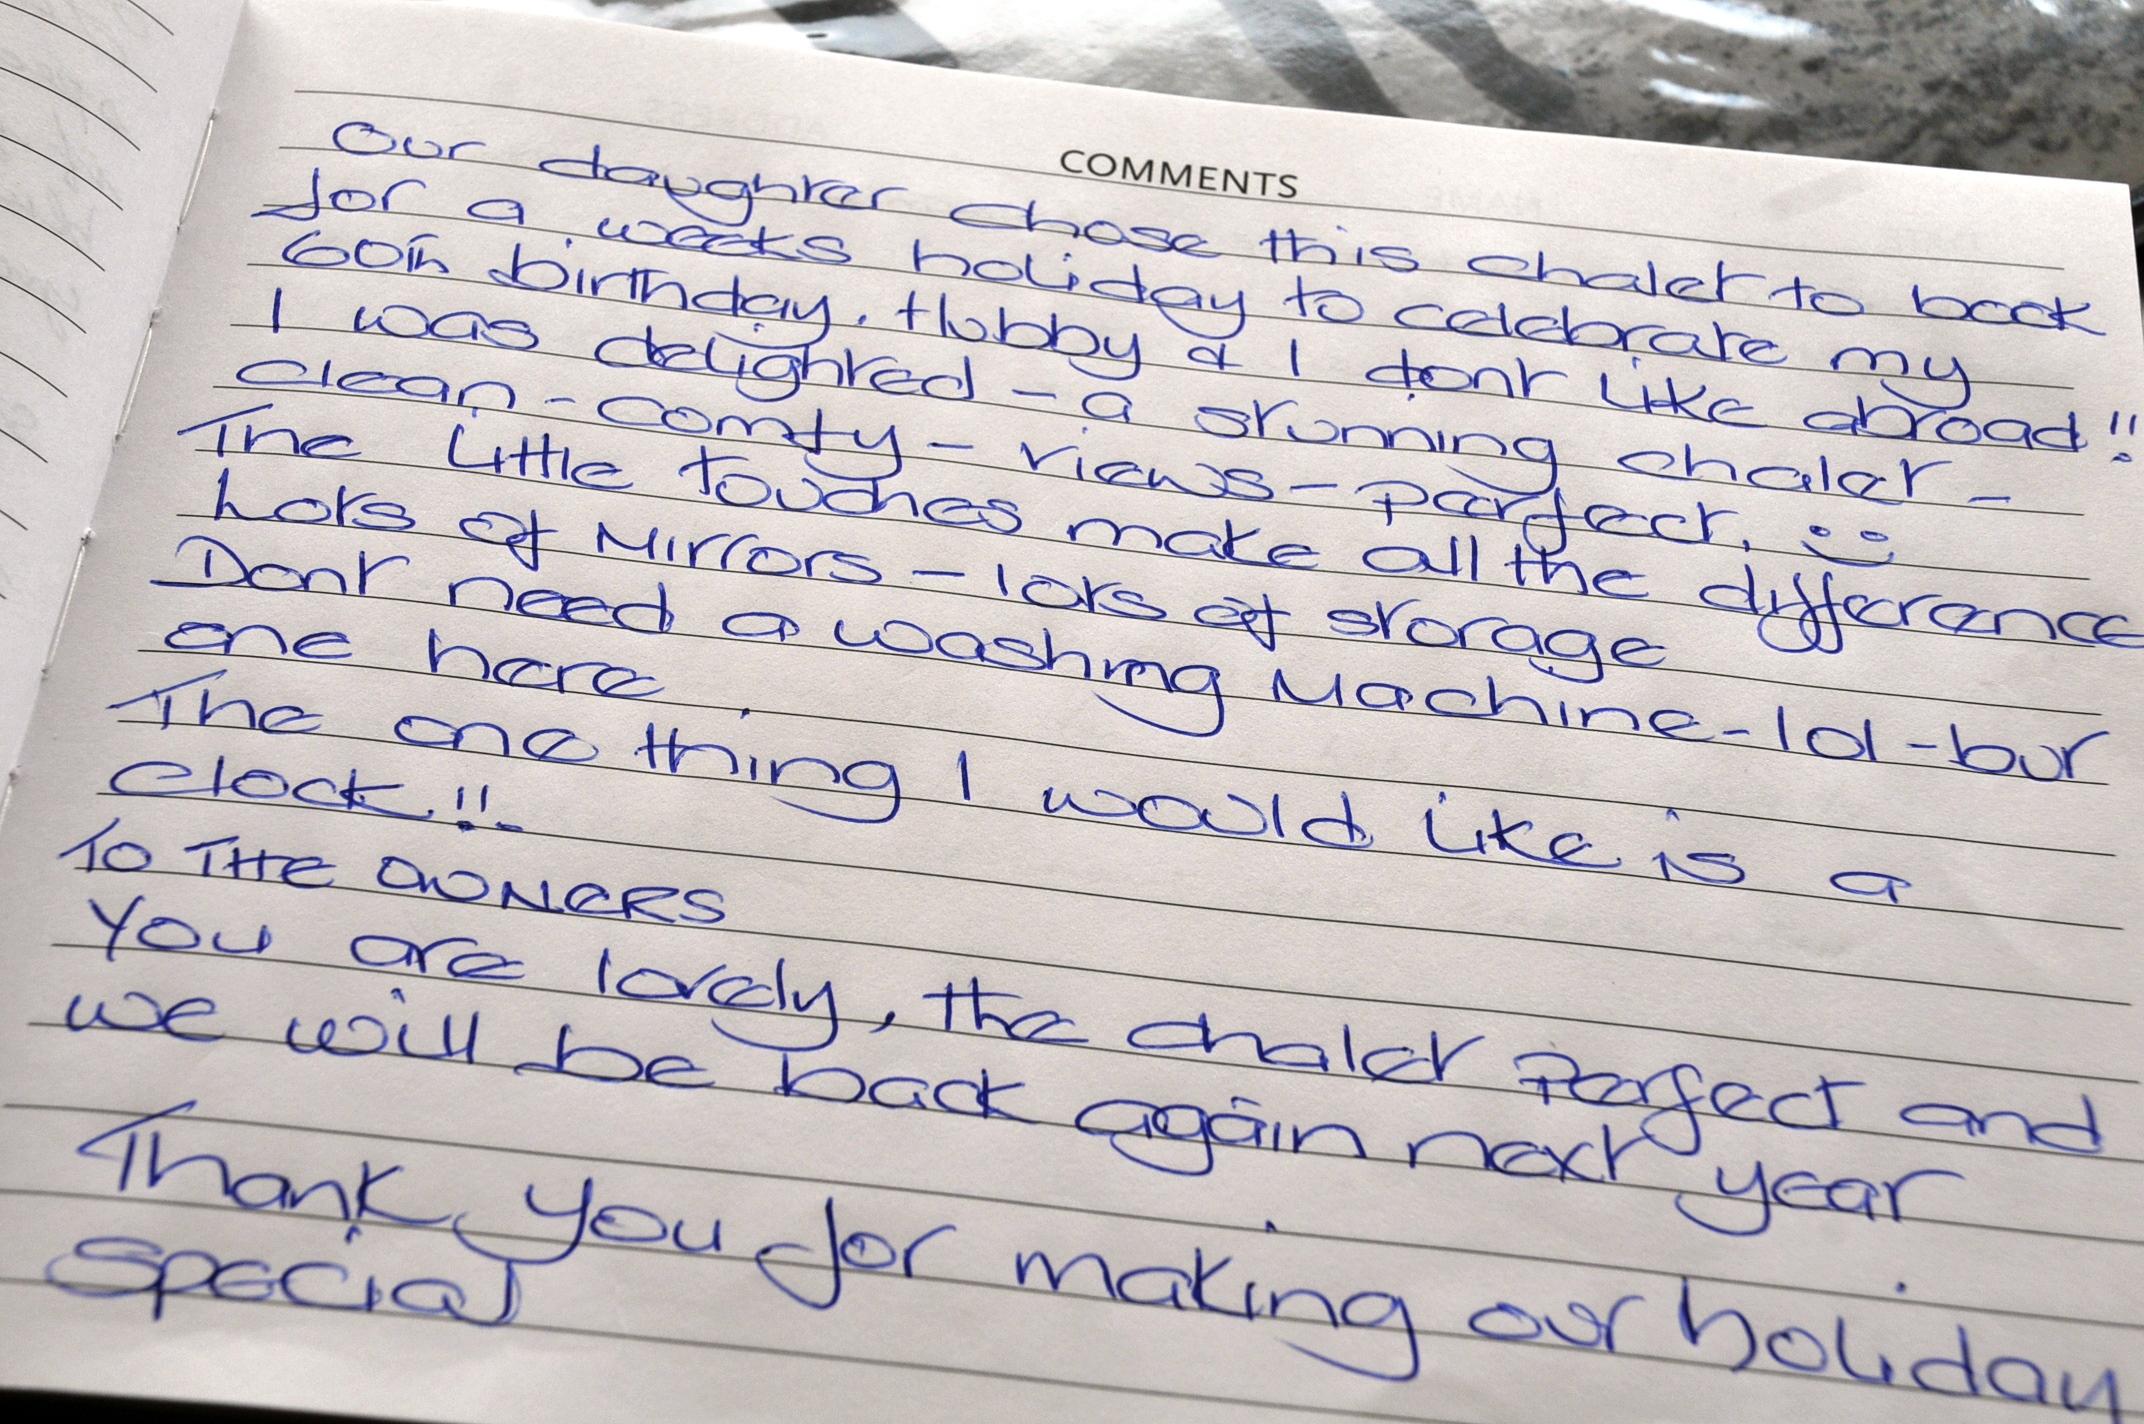 COMMENTS
Our daughter chose this chalet to book
for a weeks holiday to celebrate my
60th birthday. Hubby & I dont like abroad!!
I was delighted - a stunning chalet -
clean - comfy - views - perfect. :)
The little touches make all the difference
Lots of Mirrors - lots of storage
Dont need a washing Machine - lol - but
one here.
The one thing I would like is a
clock!!
TO THE OWNERS
You are lovely, the chalet Perfect and
we will be back again next year
Thank you for making our holiday
special